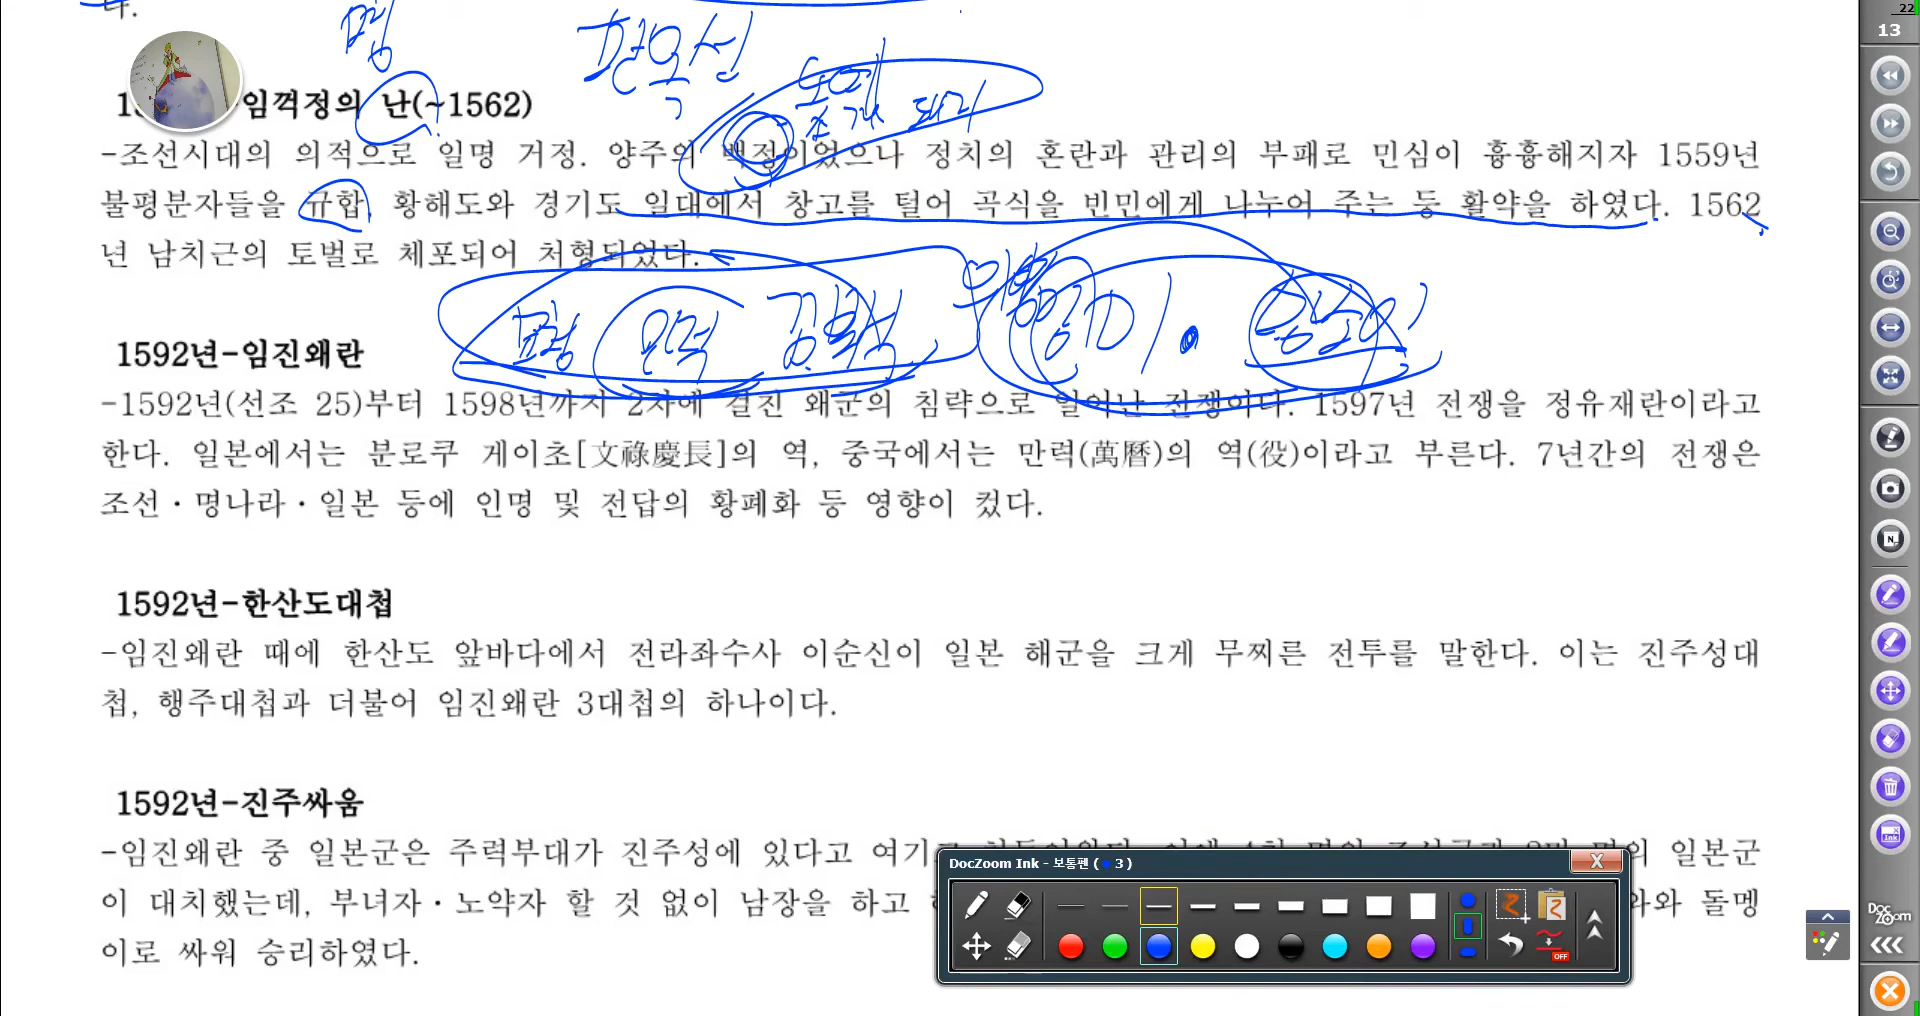 다.
22
13
임꺽정의 난(~1562)
-조선시대의 의적으로 일명 거정. 양주의 백정이었으나 정치의 혼란과 관리의 부패로 민심이 흉흉해지자 1559년
불평분자들을 규합 황해도와 경기도 일대에서 창고를 털어 곡식을 빈민에게 나누어 주는 등 활약을 하였다. 1562
년 남치근의 토벌로 체포되어 처형되었다.
1592년-임진왜란
-1592년(선조 25)부터 1598년까지 2차에 걸친 왜군의 침략으로 일어난 전쟁이다. 1597년 전쟁을 정유재란이라고
한다. 일본에서는 분로쿠 게이초[文祿慶長]의 역, 중국에서는 만력(萬曆)의 역(役)이라고 부른다. 7년간의 전쟁은
조선·명나라·일본 등에 인명 및 전답의 황폐화 등 영향이 컸다.
1592년-한산도대첩
-임진왜란 때에 한산도 앞바다에서 전라좌수사 이순신이 일본 해군을 크게 무찌른 전투를 말한다. 이는 진주성대
첩, 행주대첩과 더불어 임진왜란 3대첩의 하나이다.
1592년-진주싸움
-임진왜란 중 일본군은 주력부대가 진주성에 있다고 여기 의 일본군
이 대치했는데, 부녀자·노약자 할 것 없이 남장을 하고 와와 돌멩
이로 싸워 승리하였다.
DocZoom Ink - 보통펜 ( 3 )
X
OFF
N
Ink
Doc Zoom